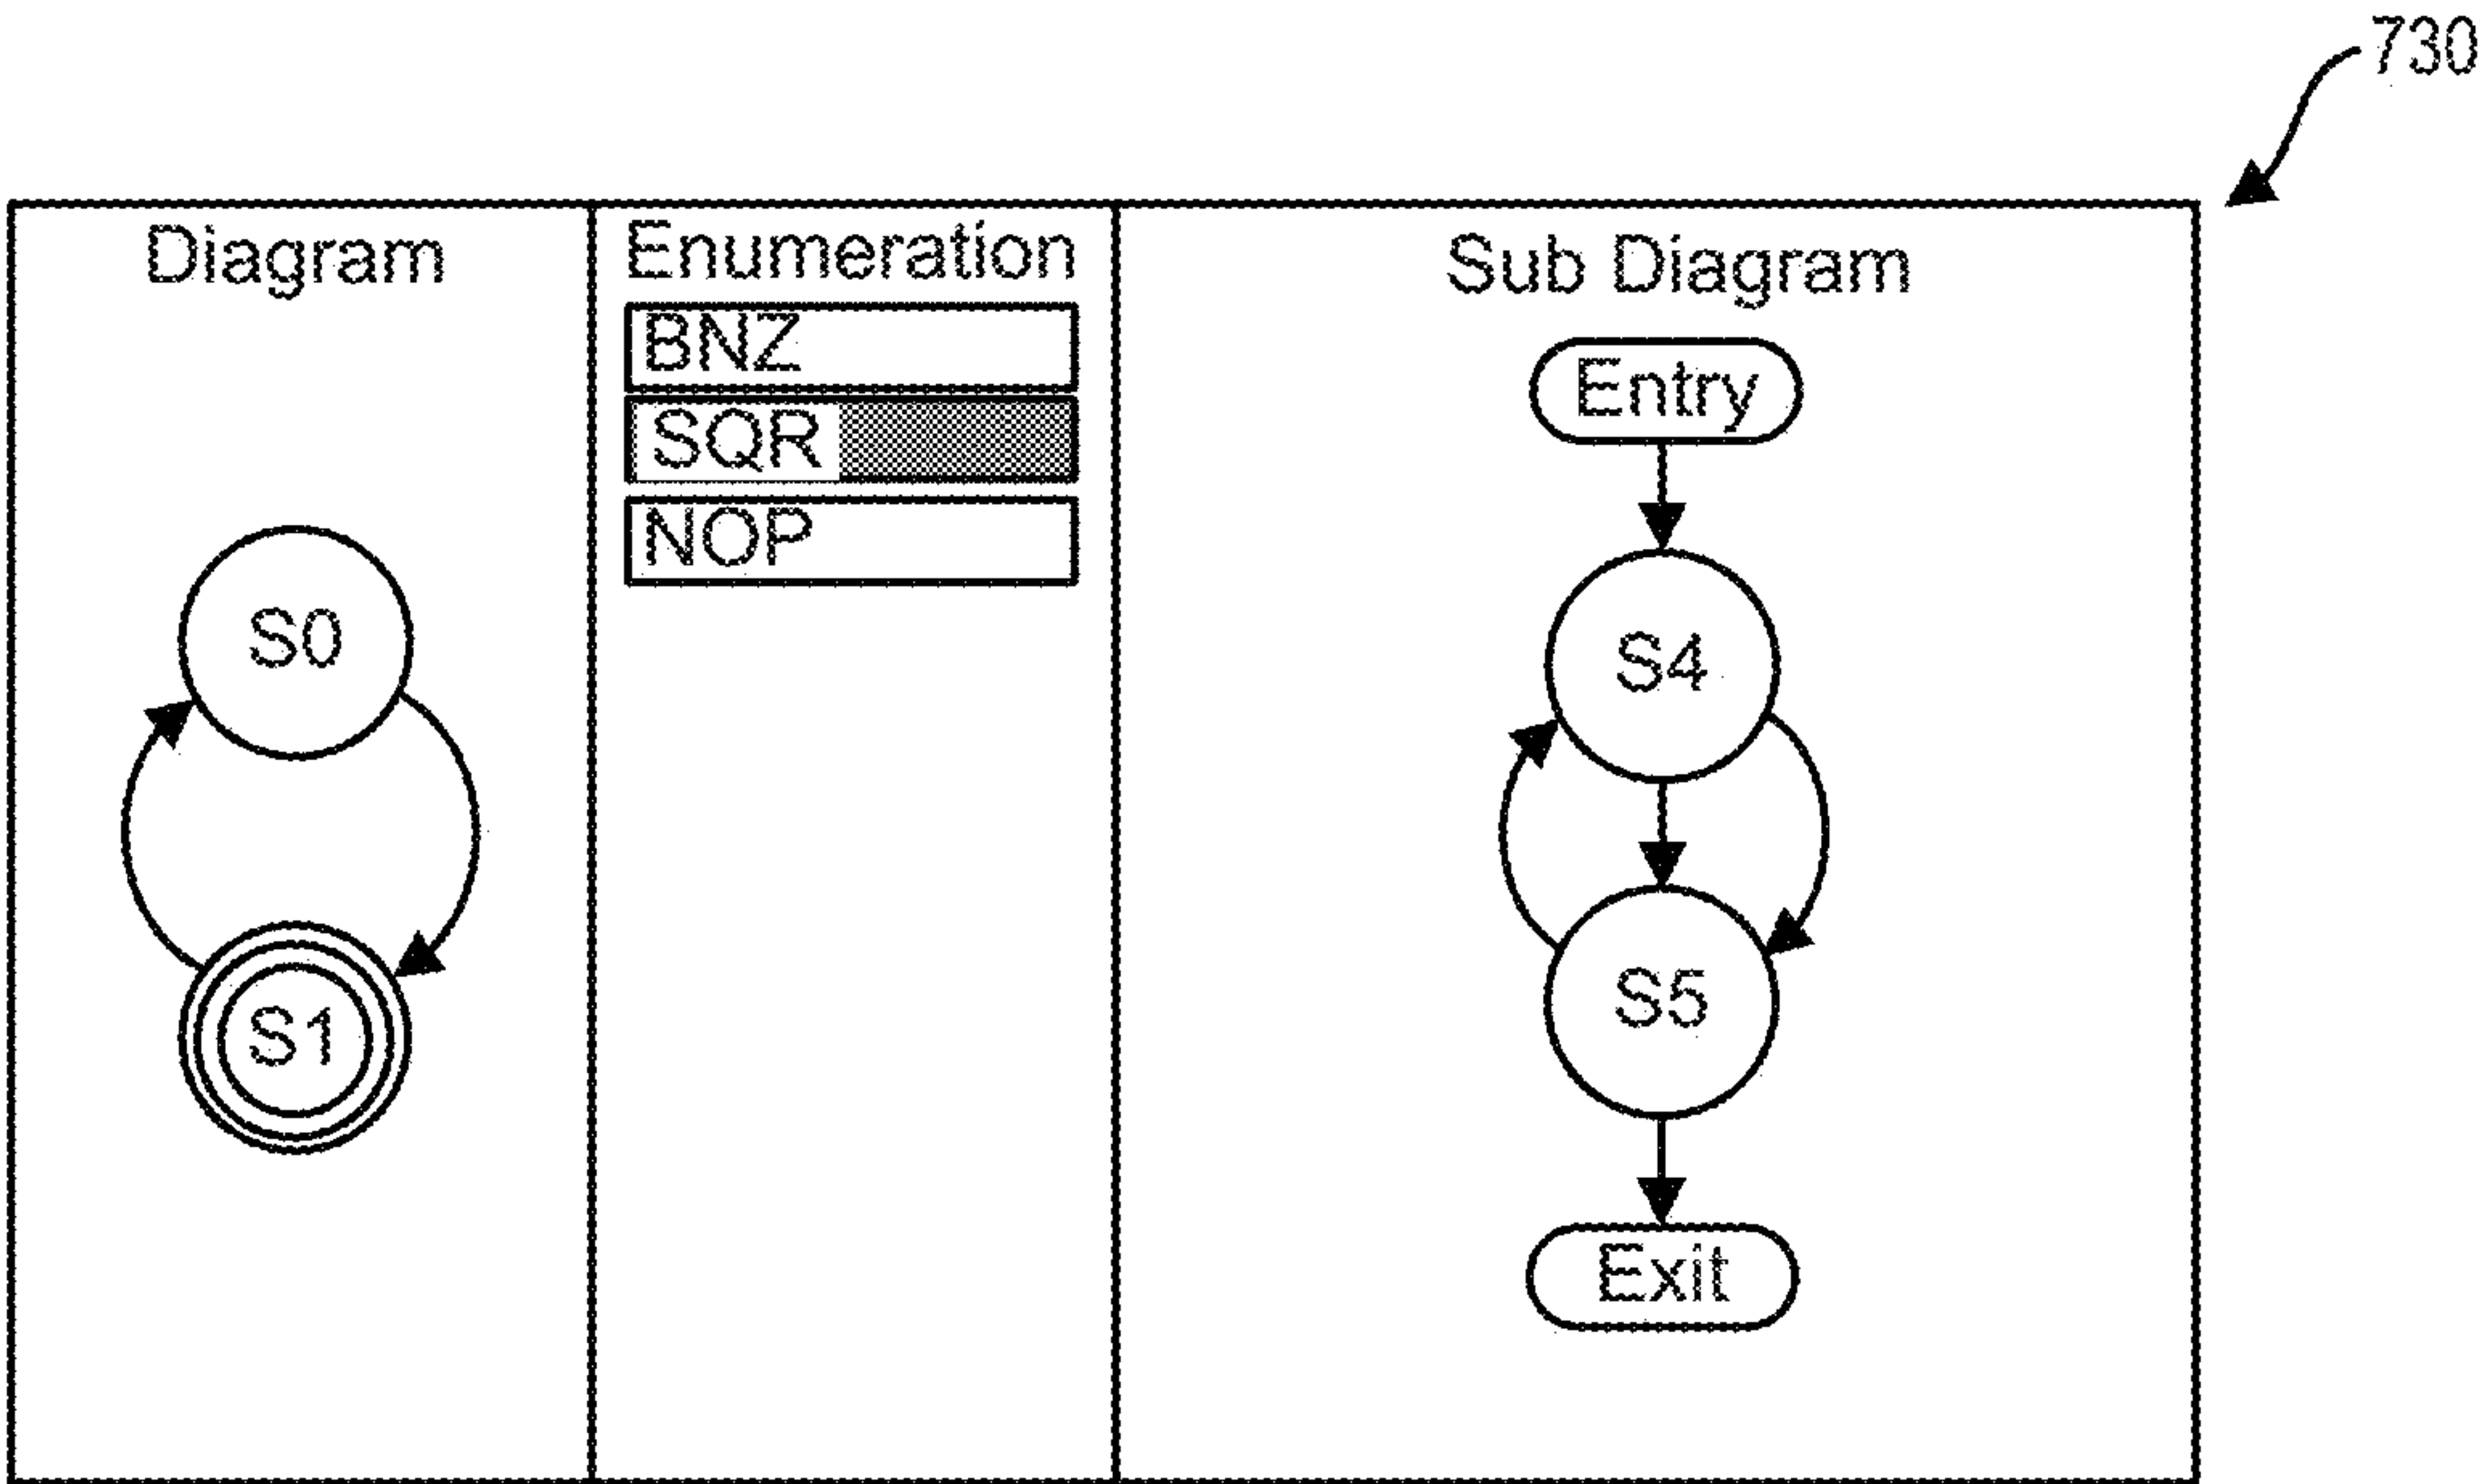 730
Diagram
Enumeration
Sub Diagram
BNZ
SQR
NOP
Entry
S0
S4
S1
S5
Exit